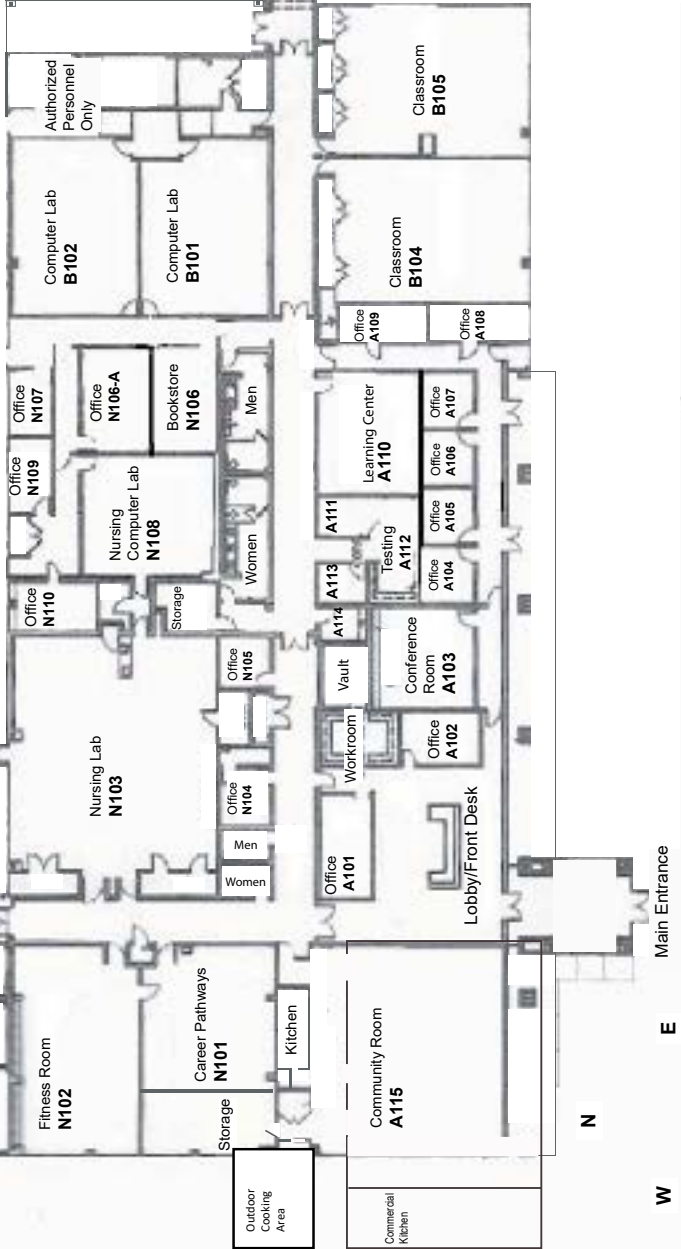 Fitness Room
N102
Career Pathways
N101
Storage
Kitchen
Outdoor
Cooking
Area
Commercial
Kitchen
Community Room
A115
Nursing Lab
N103
Women
Men
Office
N104
Office
N105
Office
N110
Storage
Office
N109
Office
N107
Nursing
Computer Lab
N108
Office
N106-A
Bookstore
N106
Women
Men
Computer Lab
B102
Computer Lab
B101
Authorized
Personnel
Only
Office
A101
Workroom
Vault
A114
A113
A111
Testing
A112
Learning Center
A110
Office
A109
Office
A108
Classroom
B104
Classroom
B105
Lobby/Front Desk
Office
A102
Conference
Room
A103
Office
A104
Office
A105
Office
A106
Office
A107
Main Entrance
N
W
E